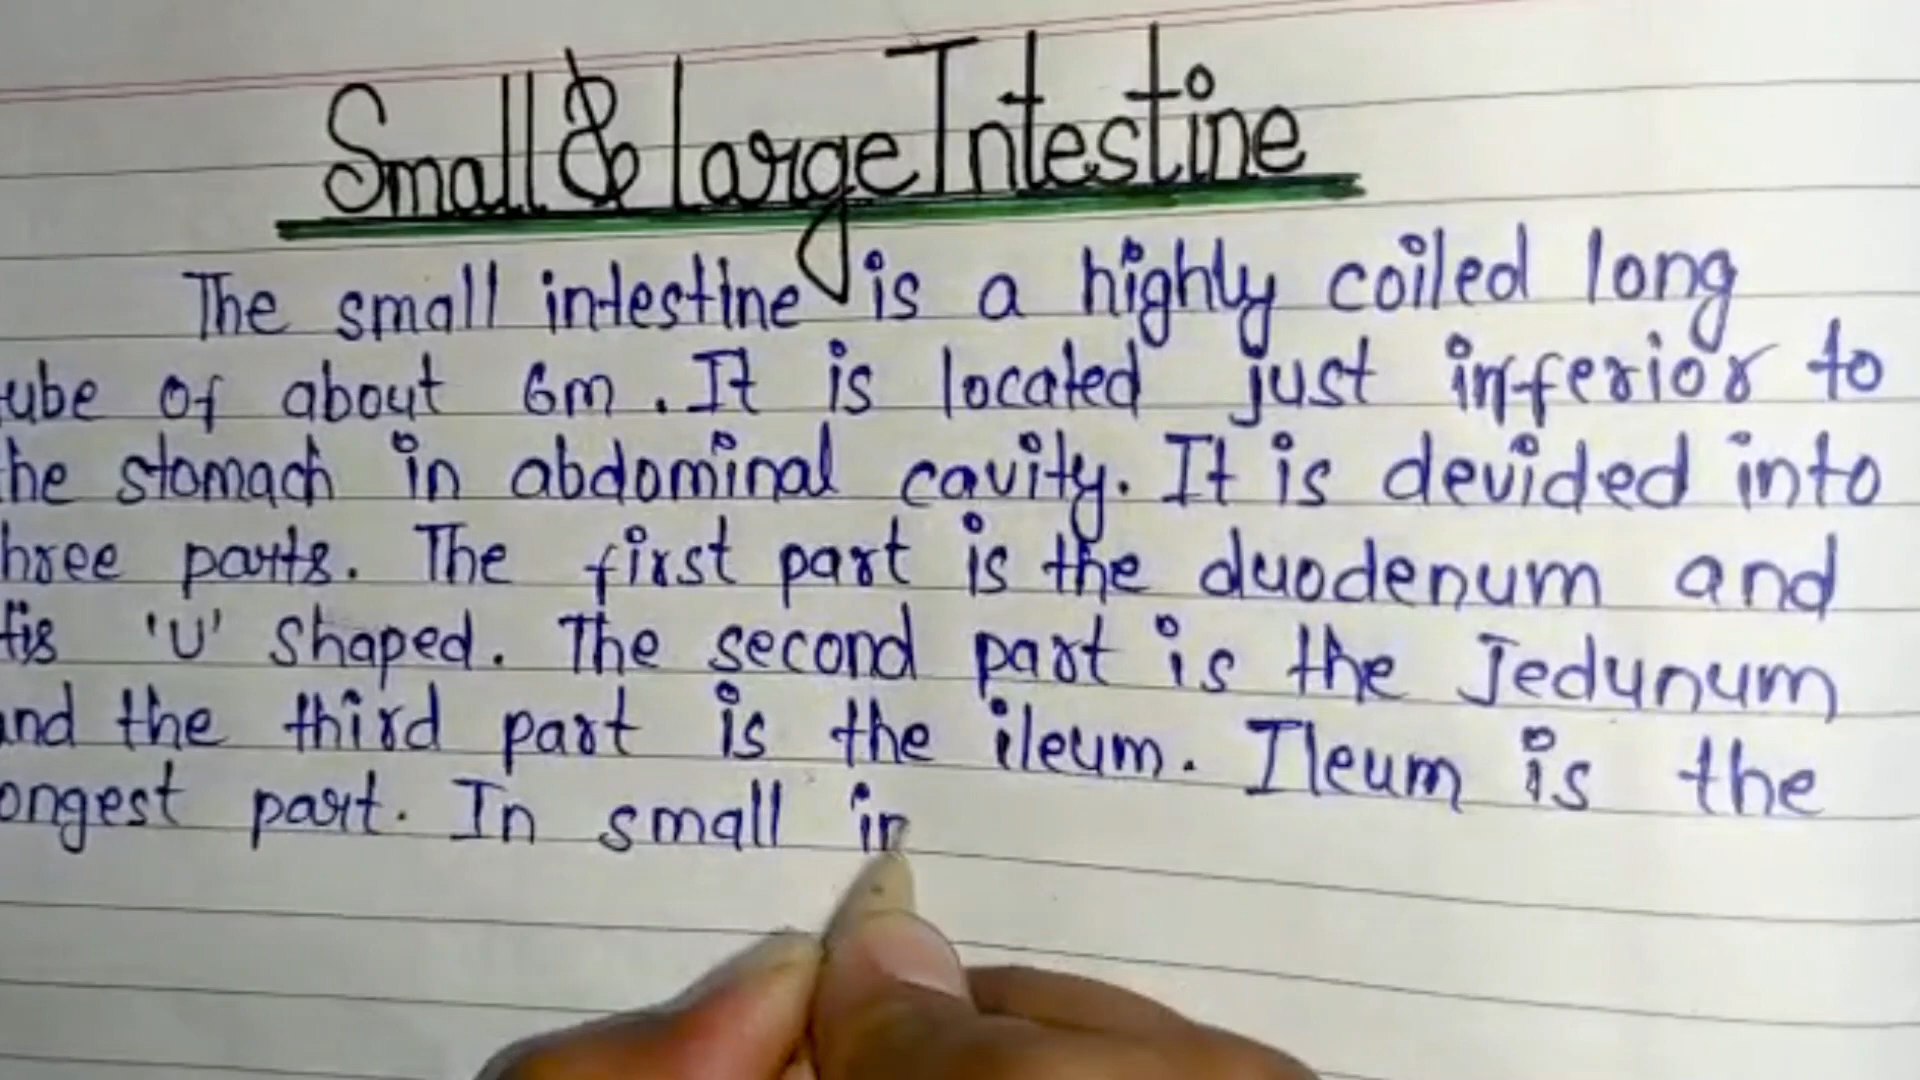 Small & large Intestine
The small intestine is a highly coiled long
ube of about 6m. It is located just inferior to
he stomach in abdominal cavity. It is devided into
hree parts. The first part is the duodenum and
tis 'U' shaped. The second part is the Jedunum
and the third part is the ileum. Ileum is the
ongest part. In small in